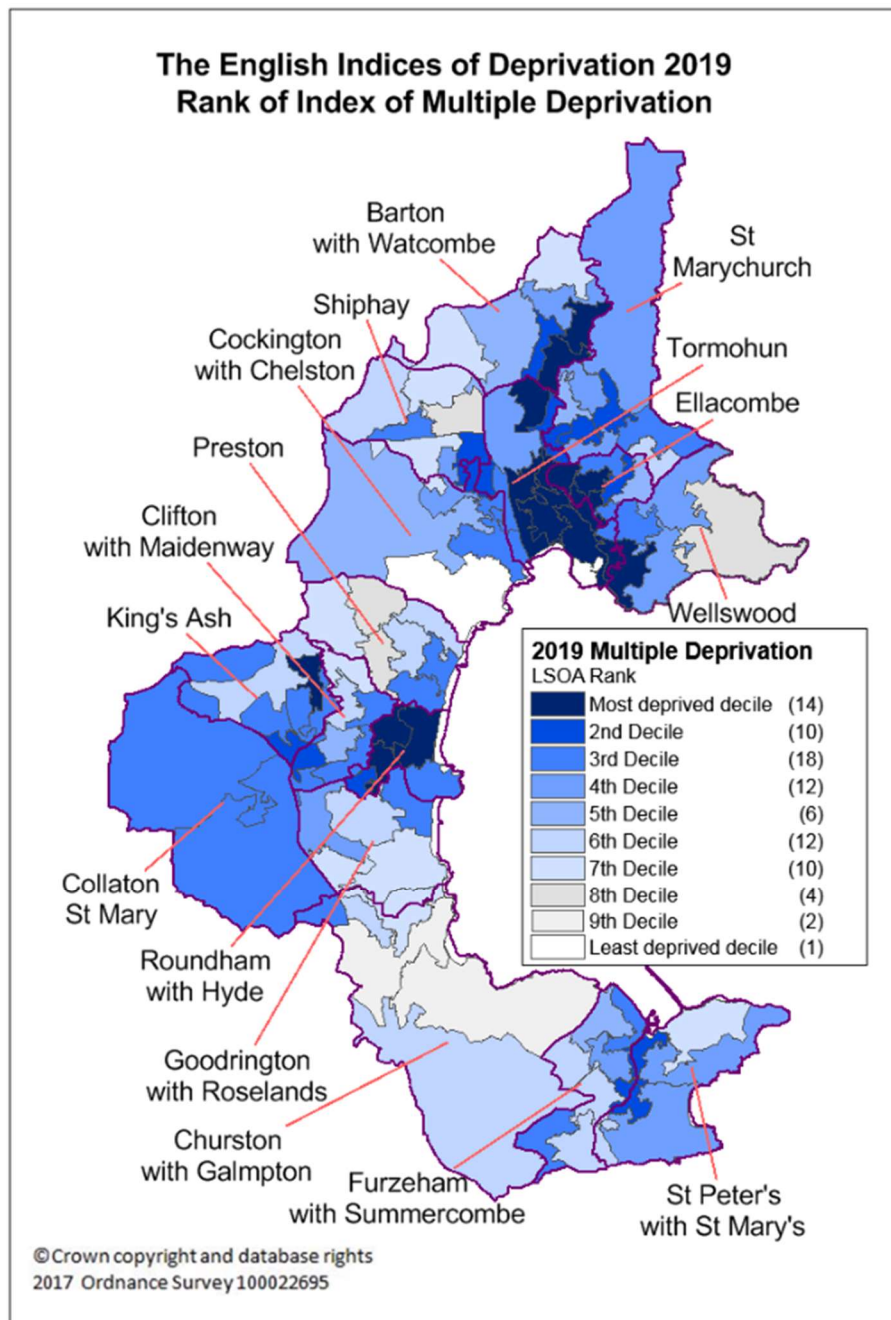 The English Indices of Deprivation 2019
Rank of Index of Multiple Deprivation
Barton
with Watcombe
St
Marychurch
Shiphay
Cockington
with Chelston
Tormohun
Ellacombe
Preston
Clifton
with Maidenway
King's Ash
Wellswood
2019 Multiple Deprivation
LSOA Rank
Most deprived decile (14)
2nd Decile (10)
3rd Decile (18)
4th Decile (12)
5th Decile (6)
6th Decile (12)
7th Decile (10)
8th Decile (4)
9th Decile (2)
Least deprived decile (1)
Collaton
St Mary
Roundham
with Hyde
Goodrington
with Roselands
Churston
with Galmpton
Furzeham
with Summercombe
St Peter's
with St Mary's
© Crown copyright and database rights
2017 Ordnance Survey 100022695